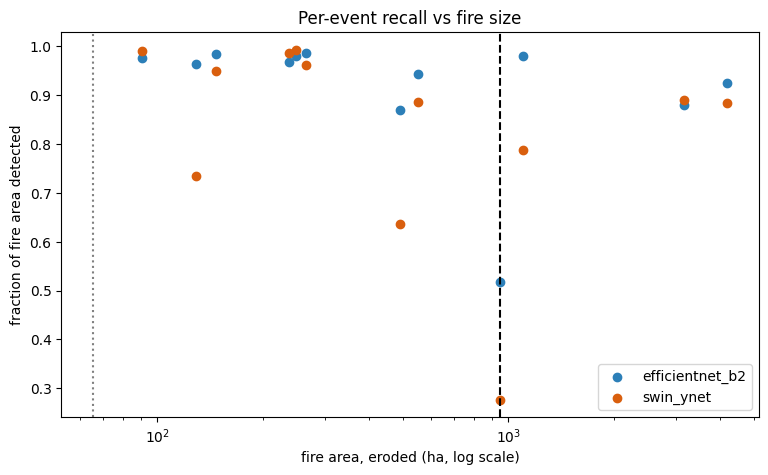 Per-event recall vs fire size
fraction of fire area detected
1.0
0.9
0.8
0.7
0.6
0.5
0.4
0.3
10²
10³
fire area, eroded (ha, log scale)
efficientnet_b2
swin_ynet